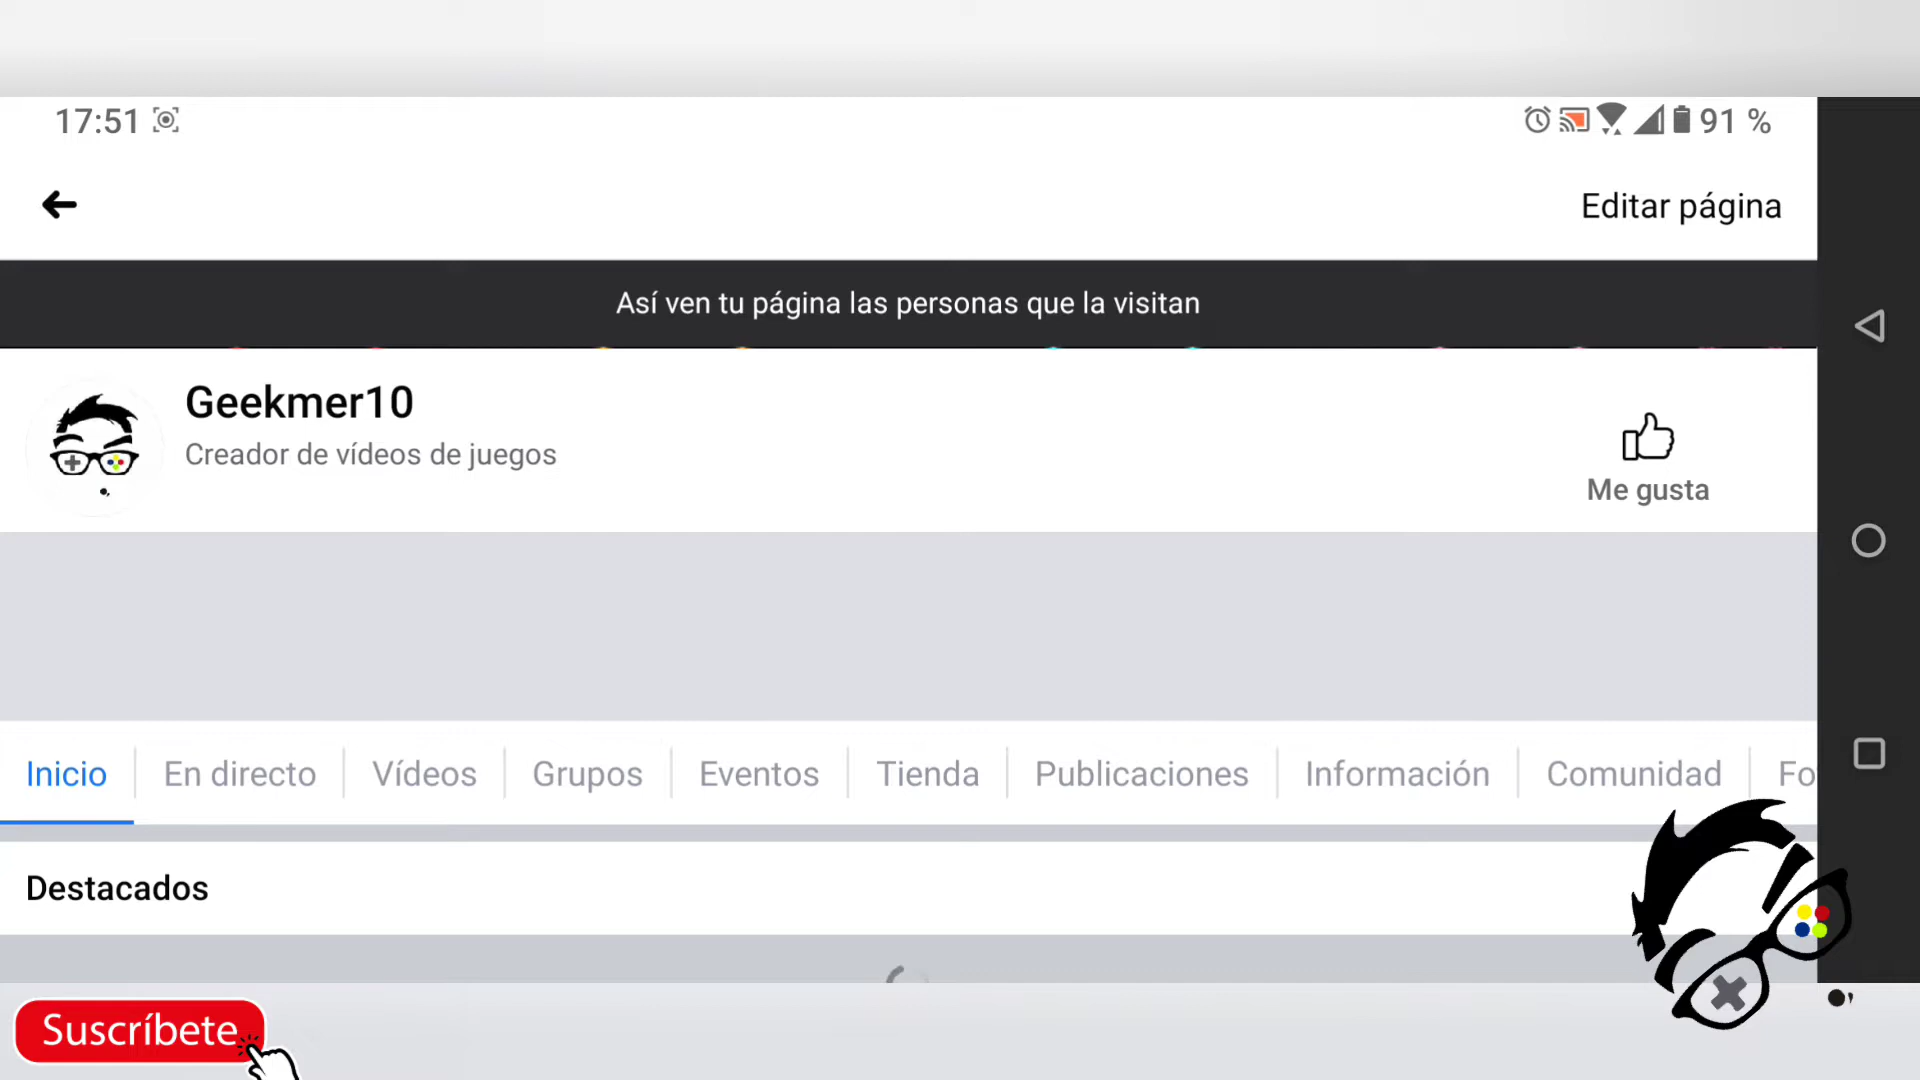 17:51
91 %
Editar página
Así ven tu página las personas que la visitan
Geekmer10
Creador de vídeos de juegos
Me gusta
Inicio
En directo
Vídeos
Grupos
Eventos
Tienda
Publicaciones
Información
Comunidad
Fo
Destacados
Suscríbete